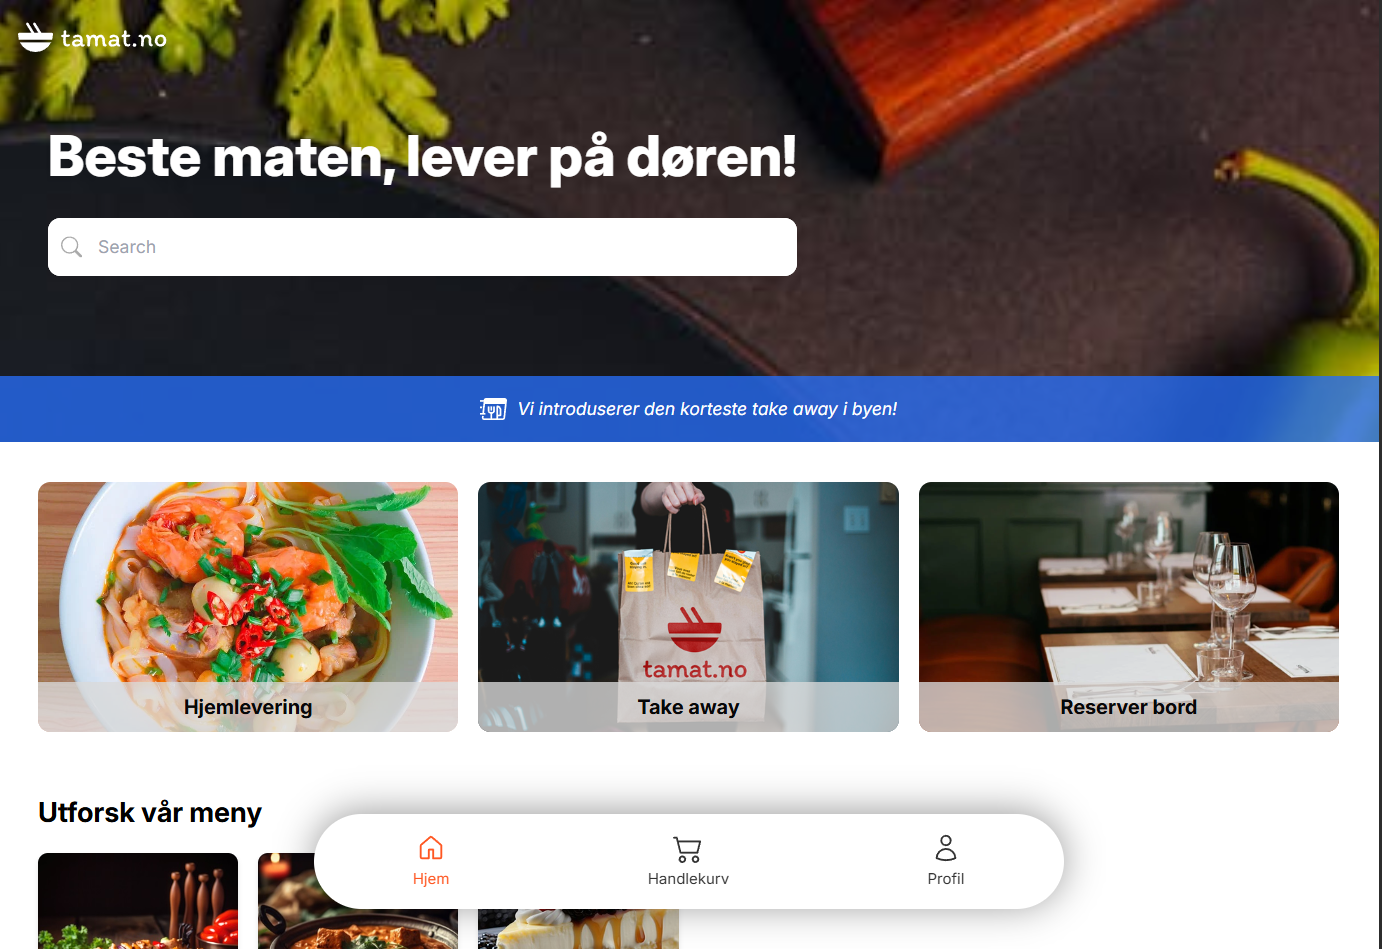 tamat.no
Beste maten, lever på døren!
Search
Vi introduserer den korteste take away i byen!
tamat.no
Hjemlevering
Take away
Reserver bord
Utforsk vår meny
Hjem
Handlekurv
Profil